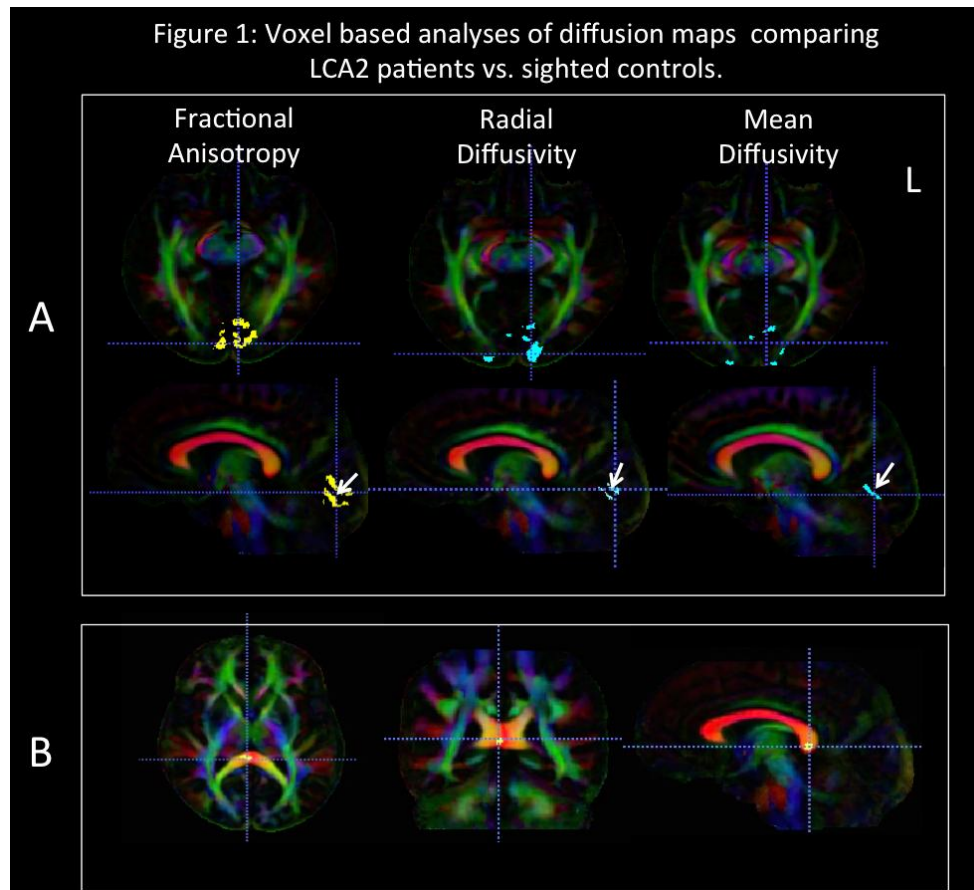 Figure 1: Voxel based analyses of diffusion maps comparing
LCA2 patients vs. sighted controls.
Fractional
Anisotropy
Radial
Diffusivity
Mean
Diffusivity
L
A
B